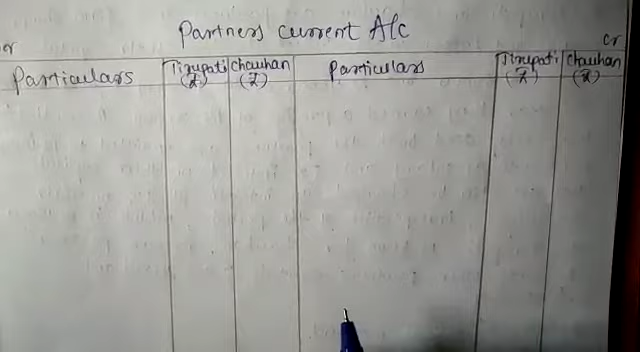 Partners current A/c
Dr Cr
Particulars Tirupati Chauhan Particulars Tirupati Chauhan
(₹) (₹) (₹) (₹)